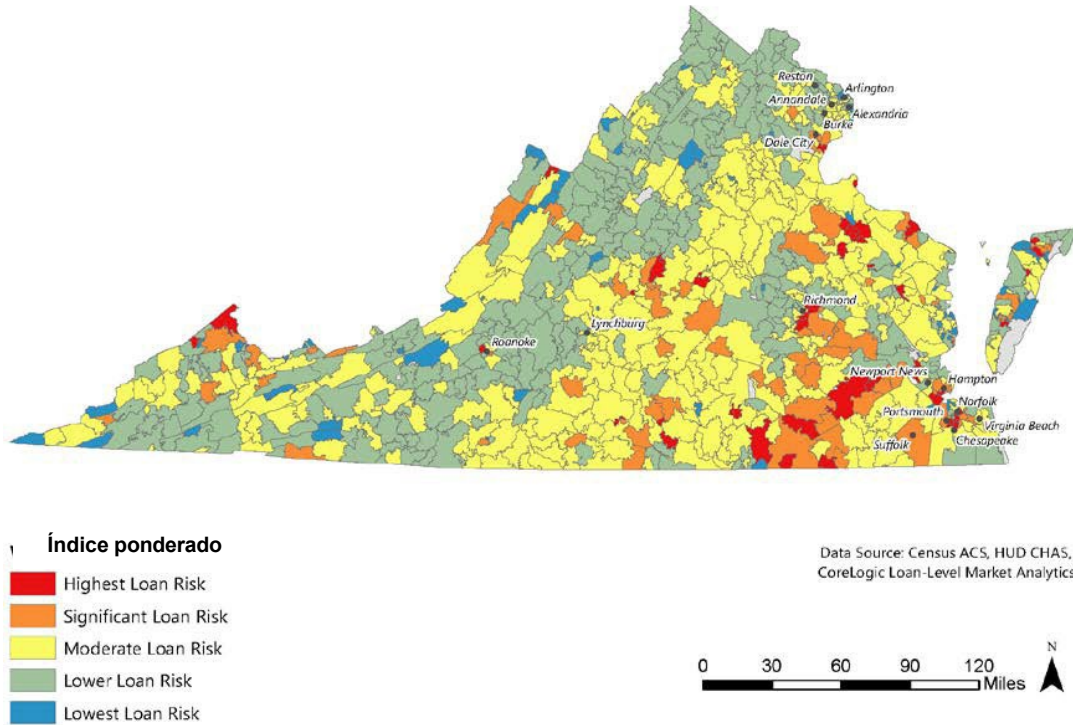 Reston
Arlington
Annandale
Alexandria
Burke
Dale City
Richmond
Lynchburg
Roanoke
Newport News
Hampton
Norfolk
Portsmouth
Virginia Beach
Suffolk
Chesapeake
Índice ponderado
Highest Loan Risk
Significant Loan Risk
Moderate Loan Risk
Lower Loan Risk
Lowest Loan Risk
Data Source: Census ACS, HUD CHAS,
CoreLogic Loan-Level Market Analytics
N
0 30 60 90 120
Miles